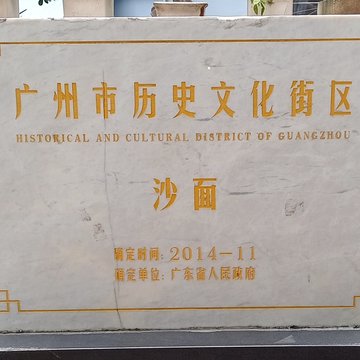 广州市历史文化街区
HISTORICAL AND CULTURAL DISTRICT OF GUANGZHOU
沙面
确定时间: 2014-11
确定单位: 广东省人民政府